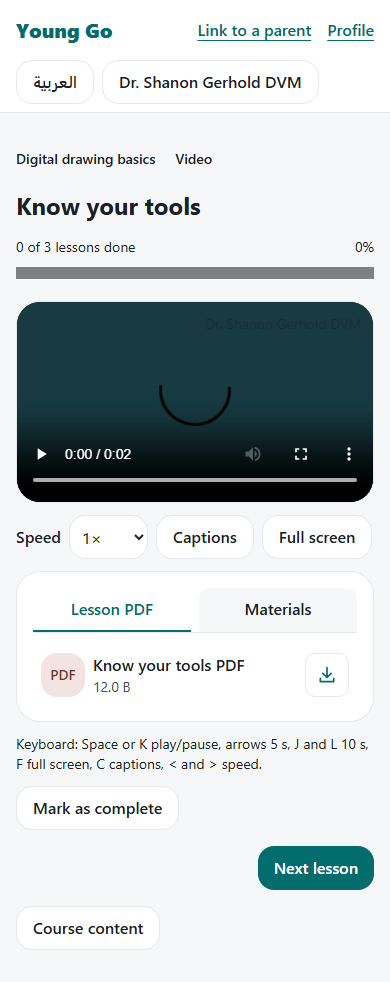 Young Go
Link to a parent
Profile
العربية
Dr. Shanon Gerhold DVM
Digital drawing basics
Video
Know your tools
0 of 3 lessons done
0%
Dr. Shanon Gerhold DVM
0:00 / 0:02
Speed
1×
Captions
Full screen
Lesson PDF
Materials
PDF
Know your tools PDF
12.0 B
Keyboard: Space or K play/pause, arrows 5 s, J and L 10 s,
F full screen, C captions, < and > speed.
Mark as complete
Next lesson
Course content